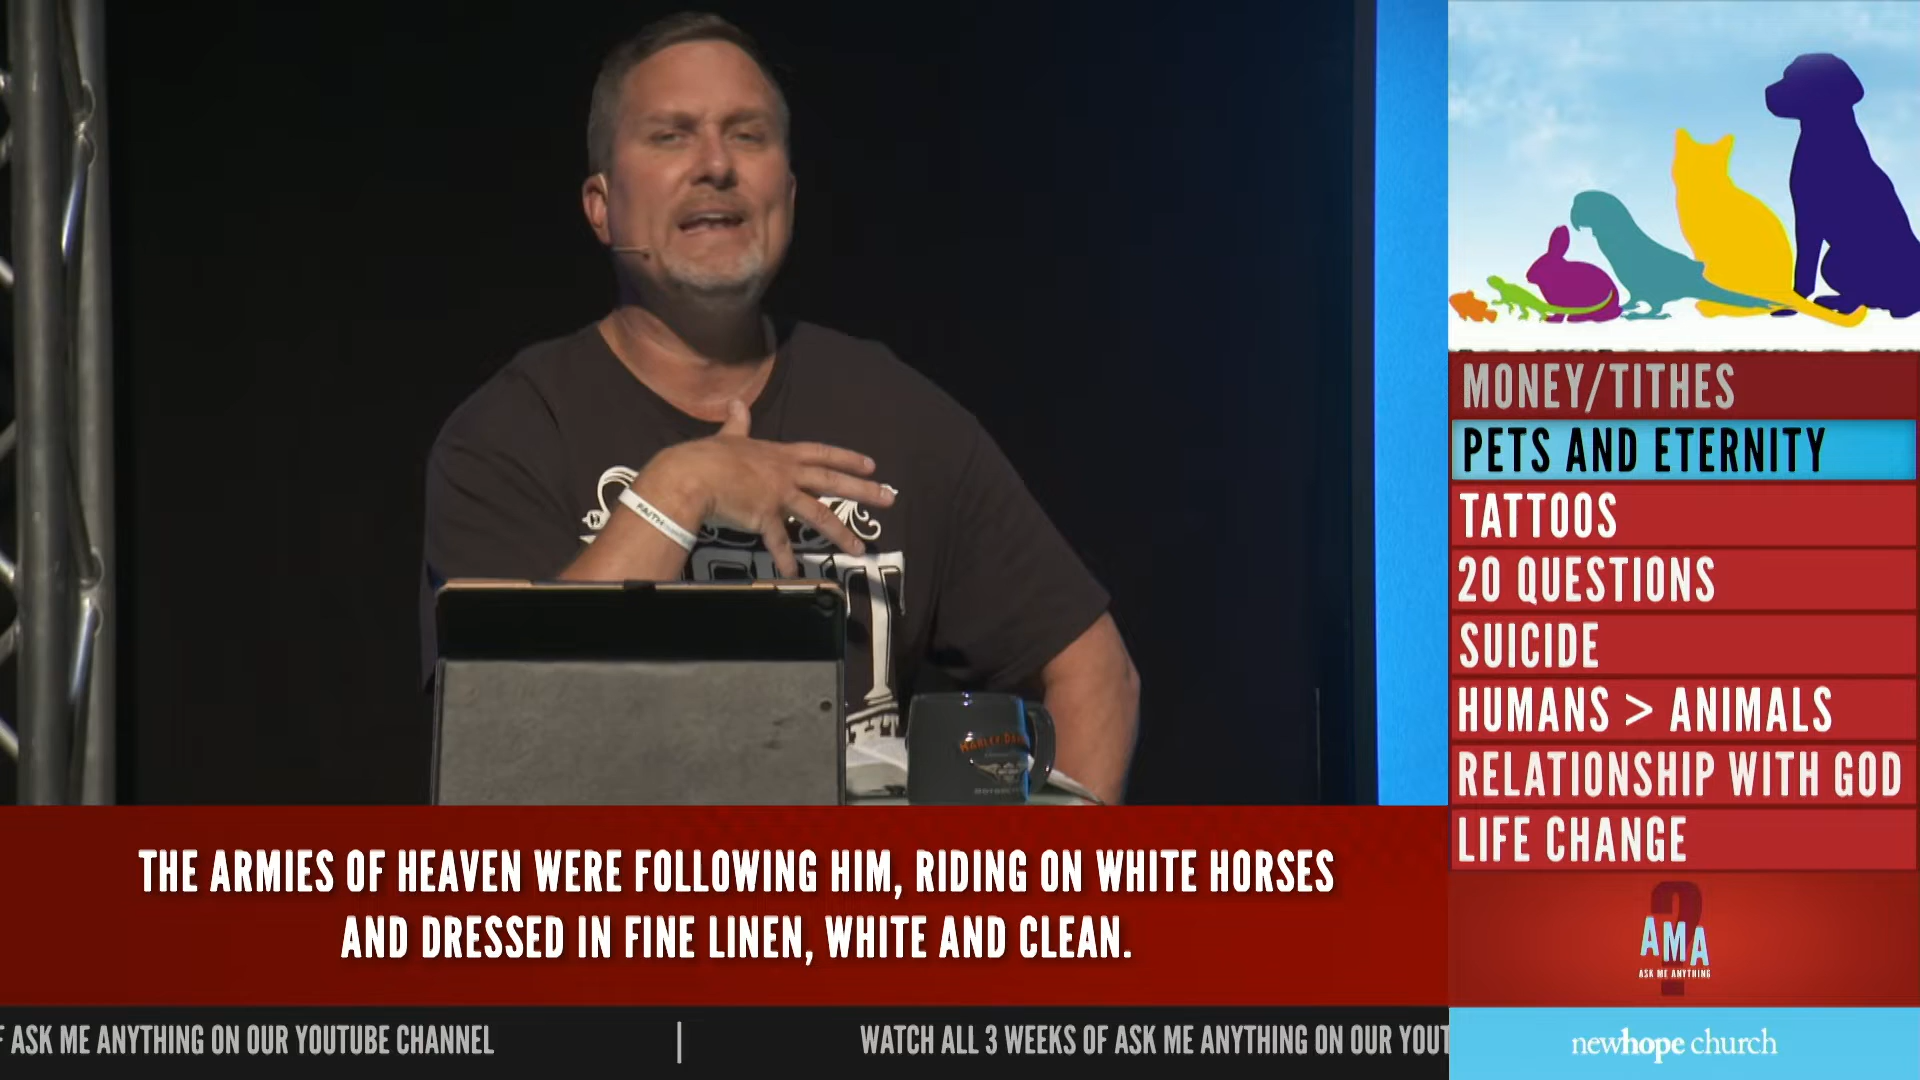 FAITH
MONEY/TITHES
PETS AND ETERNITY
TATTOOS
20 QUESTIONS
SUICIDE
HUMANS > ANIMALS
RELATIONSHIP WITH GOD
LIFE CHANGE
?
AMA
ASK ME ANYTHING
THE ARMIES OF HEAVEN WERE FOLLOWING HIM, RIDING ON WHITE HORSES
AND DRESSED IN FINE LINEN, WHITE AND CLEAN.
F ASK ME ANYTHING ON OUR YOUTUBE CHANNEL | WATCH ALL 3 WEEKS OF ASK ME ANYTHING ON OUR YOUT
newhope church